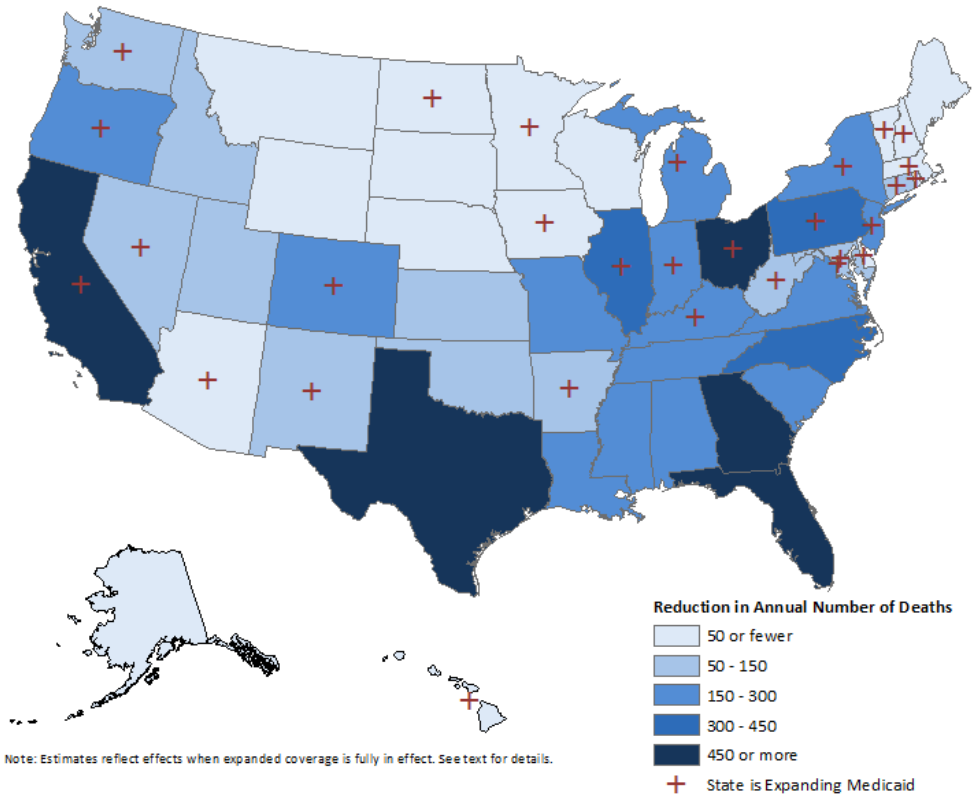 Reduction in Annual Number of Deaths
50 or fewer
50 - 150
150 - 300
300 - 450
450 or more
State is Expanding Medicaid
Note: Estimates reflect effects when expanded coverage is fully in effect. See text for details.